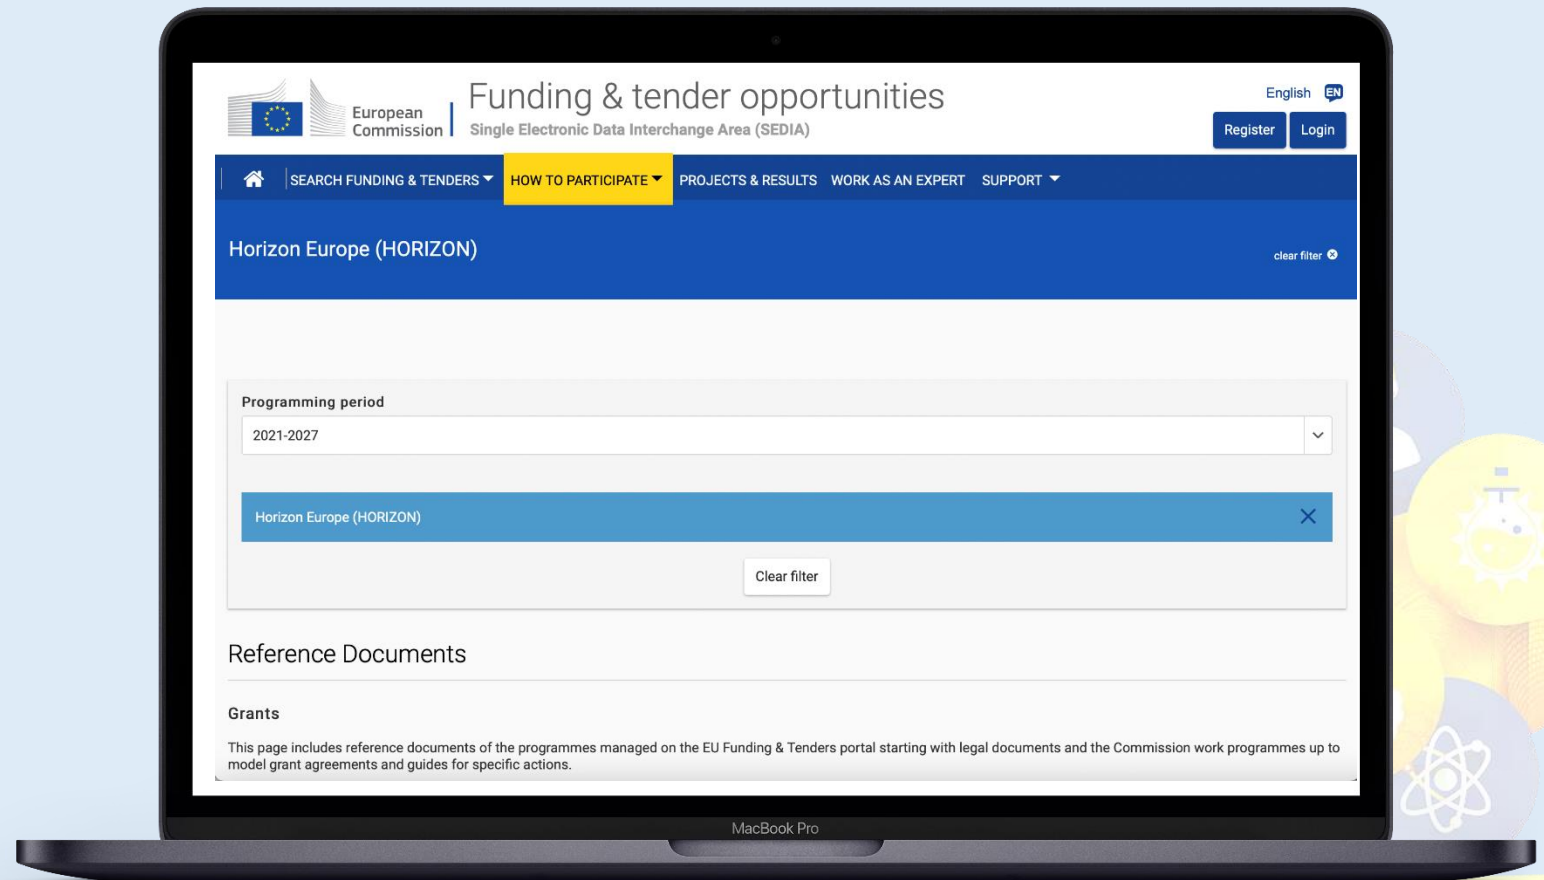 European
Commission
Funding & tender opportunities
Single Electronic Data Interchange Area (SEDIA)
English EN
Register Login
SEARCH FUNDING & TENDERS HOW TO PARTICIPATE PROJECTS & RESULTS WORK AS AN EXPERT SUPPORT
Horizon Europe (HORIZON)
clear filter
Programming period
2021-2027
Horizon Europe (HORIZON)
Clear filter
Reference Documents
Grants
This page includes reference documents of the programmes managed on the EU Funding & Tenders portal starting with legal documents and the Commission work programmes up to
model grant agreements and guides for specific actions.
MacBook Pro